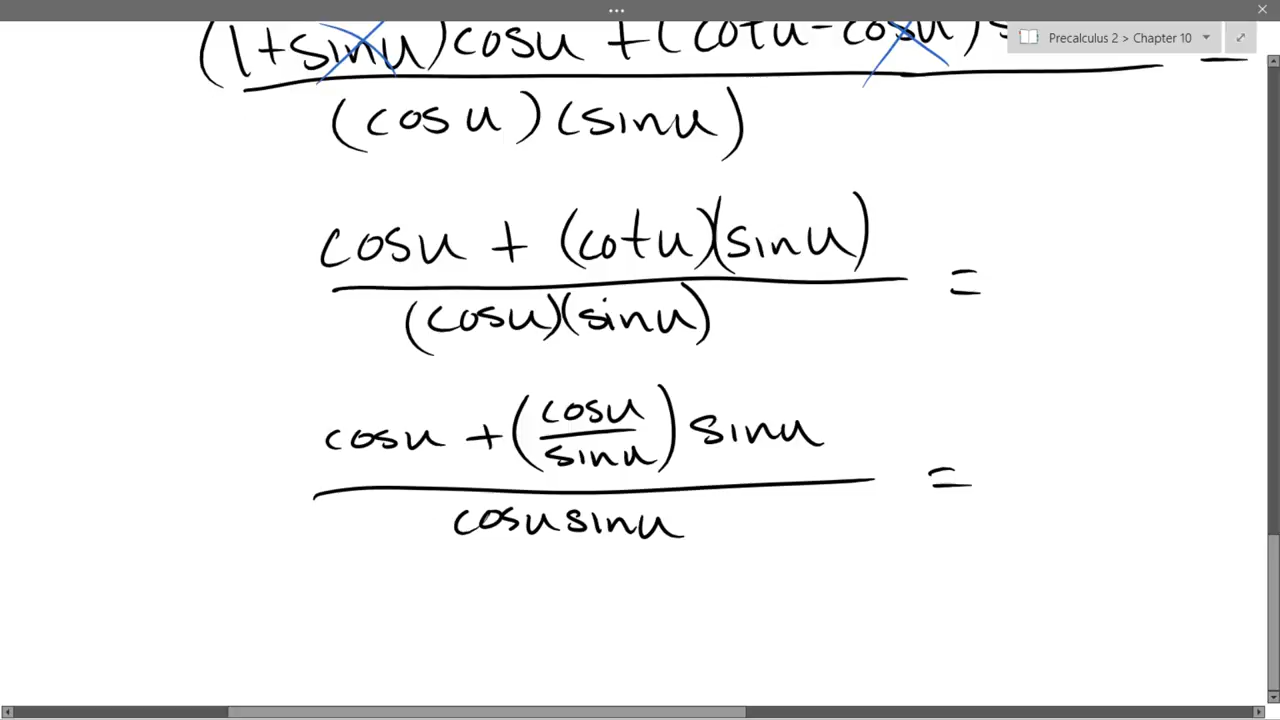 Precalculus 2 > Chapter 10
(1+sinu)cosu + (cotu-cosu)
(cosu)(sinu)
=
cosu + (cotu)(sinu)
(cosu)(sinu)
=
cosu + (cosu/sinu) sinu
cosusinu
=